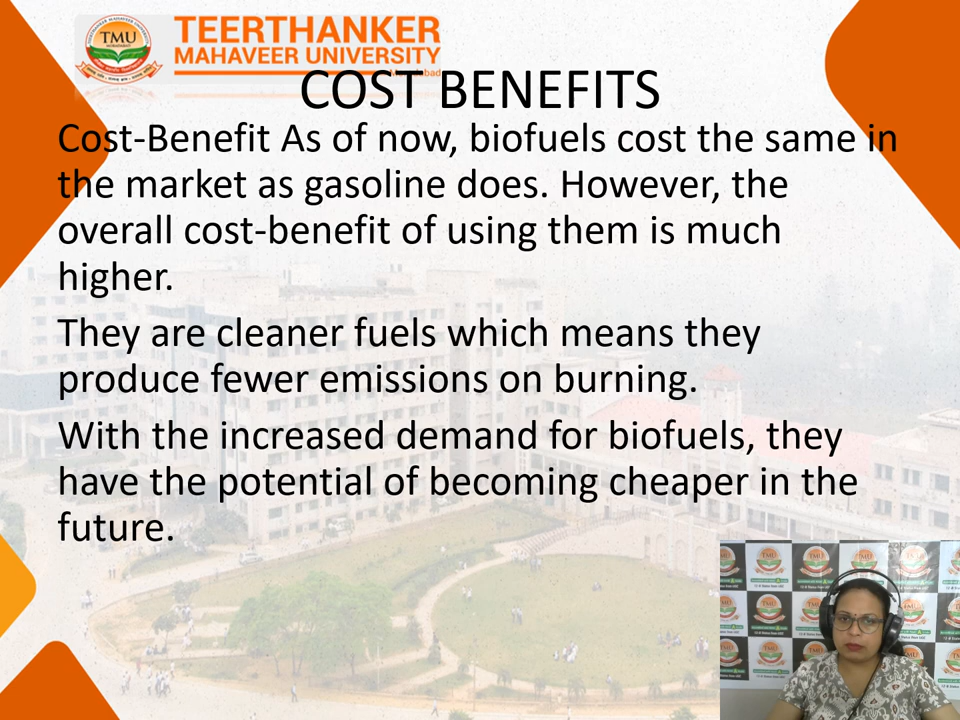 TMU
TEERTHANKER
MAHAVEER UNIVERSITY
COST BENEFITS
Cost-Benefit As of now, biofuels cost the same in
the market as gasoline does. However, the
overall cost-benefit of using them is much
higher.
They are cleaner fuels which means they
produce fewer emissions on burning.
With the increased demand for biofuels, they
have the potential of becoming cheaper in the
future.